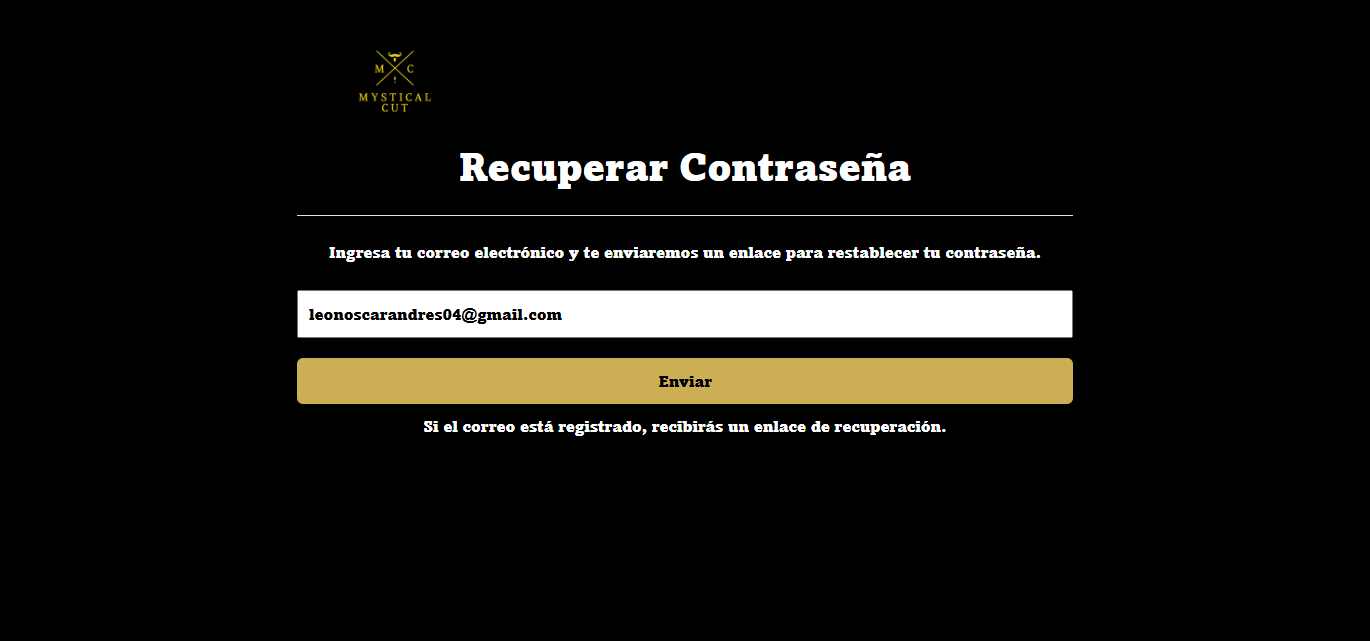 M C
MYSTICAL
CUT
Recuperar Contraseña
Ingresa tu correo electrónico y te enviaremos un enlace para restablecer tu contraseña.
leonoscarandres04@gmail.com
Enviar
Si el correo está registrado, recibirás un enlace de recuperación.